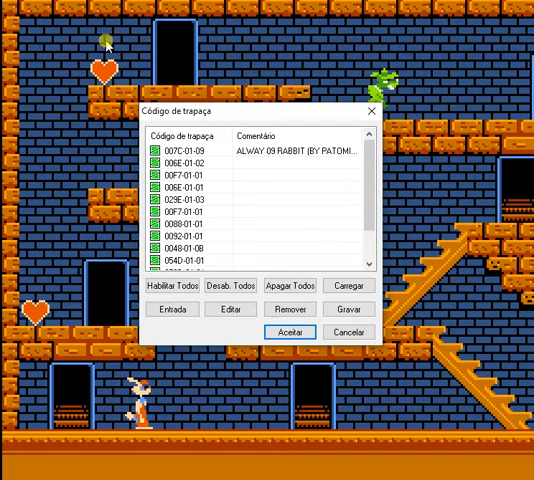 Código de trapaça
Código de trapaça Comentário
007C-01-09 ALWAY 09 RABBIT (BY PATOMI...
006E-01-02
00F7-01-01
006E-01-01
029E-01-03
00F7-01-01
0088-01-01
0092-01-01
0048-01-0B
054D-01-01
Habilitar Todos Desab. Todos Apagar Todos Carregar
Entrada Editar Remover Gravar
Aceitar Cancelar